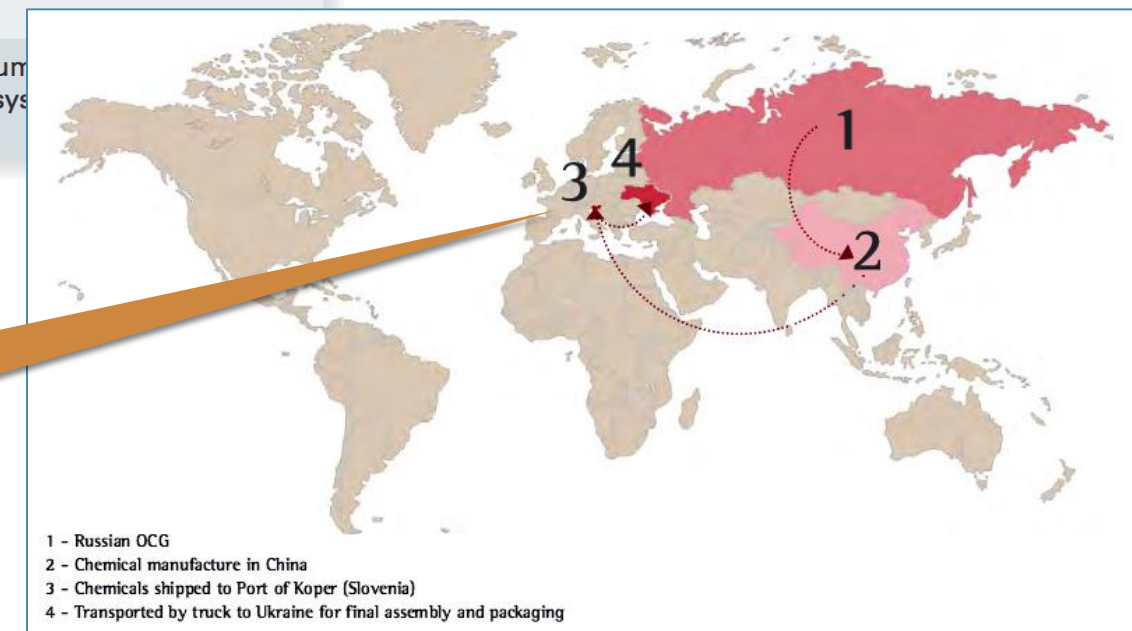 1
4
3
2
1 - Russian OCG
2 - Chemical manufacture in China
3 - Chemicals shipped to Port of Koper (Slovenia)
4 - Transported by truck to Ukraine for final assembly and packaging